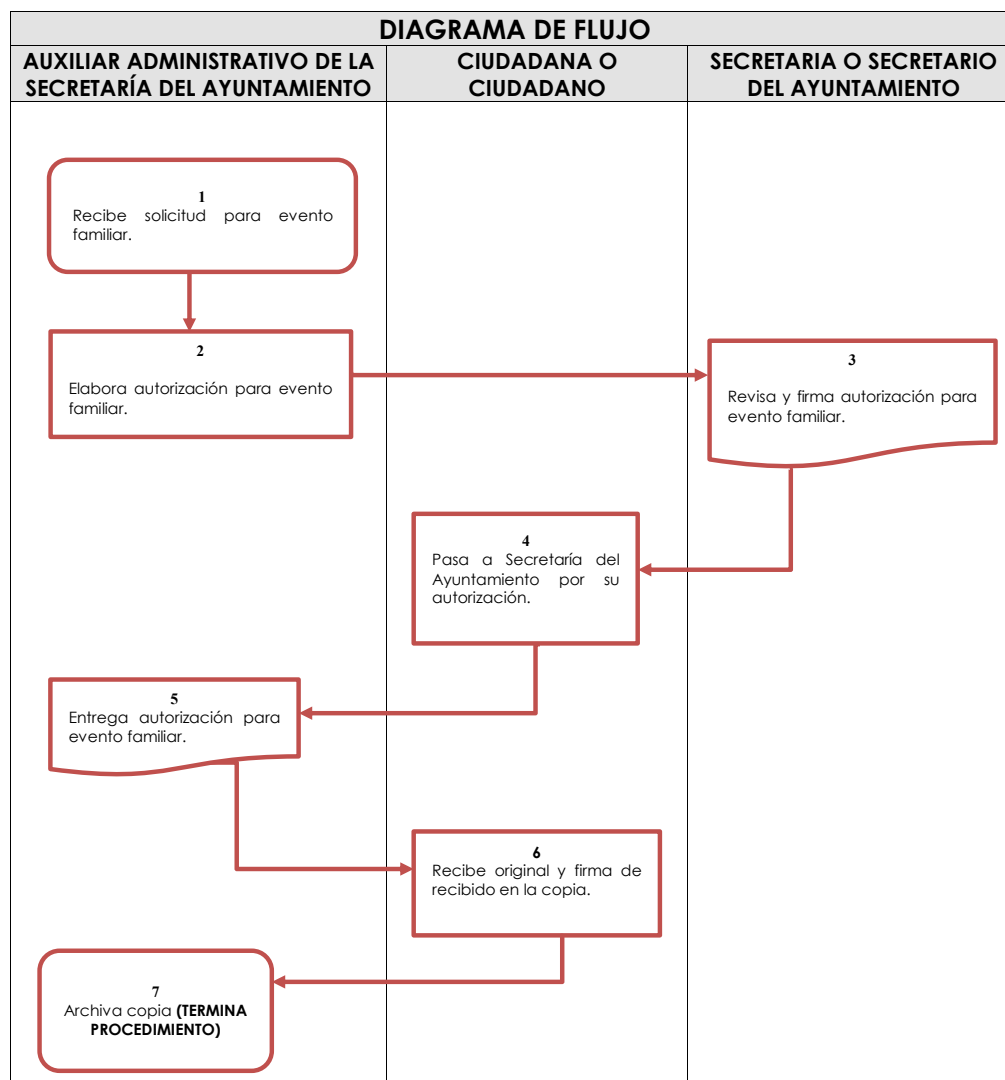 DIAGRAMA DE FLUJO
AUXILIAR ADMINISTRATIVO DE LA
SECRETARÍA DEL AYUNTAMIENTO
CIUDADANA O
CIUDADANO
SECRETARIA O SECRETARIO
DEL AYUNTAMIENTO
1
Recibe solicitud para evento
familiar.
2
Elabora autorización para evento
familiar.
3
Revisa y firma autorización para
evento familiar.
4
Pasa a Secretaría del
Ayuntamiento por su
autorización.
5
Entrega autorización para
evento familiar.
6
Recibe original y firma de
recibido en la copia.
7
Archiva copia (TERMINA
PROCEDIMIENTO)